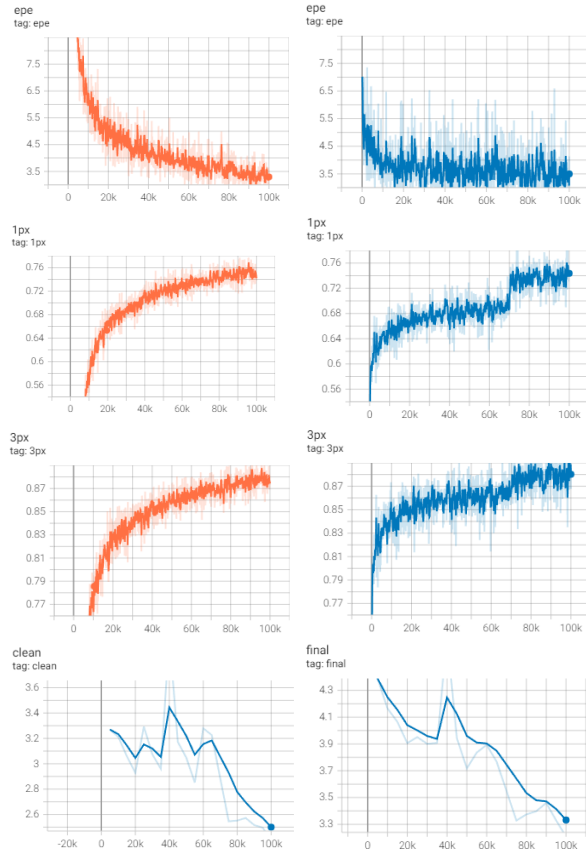 epe
tag: epe
7.5
6.5
5.5
4.5
3.5
0 20k 40k 60k 80k 100k
epe
tag: epe
7.5
6.5
5.5
4.5
3.5
0 20k 40k 60k 80k 100k
1px
tag: 1px
0.76
0.72
0.68
0.64
0.6
0.56
0 20k 40k 60k 80k 100k
1px
tag: 1px
0.76
0.72
0.68
0.64
0.6
0.56
0 20k 40k 60k 80k 100k
3px
tag: 3px
0.87
0.85
0.83
0.81
0.79
0.77
0 20k 40k 60k 80k 100k
3px
tag: 3px
0.87
0.85
0.83
0.81
0.79
0.77
0 20k 40k 60k 80k 100k
clean
tag: clean
3.6
3.4
3.2
3
2.8
2.6
-20k 0 20k 40k 60k 80k 100k
final
tag: final
4.3
4.1
3.9
3.7
3.5
3.3
0 20k 40k 60k 80k 100k